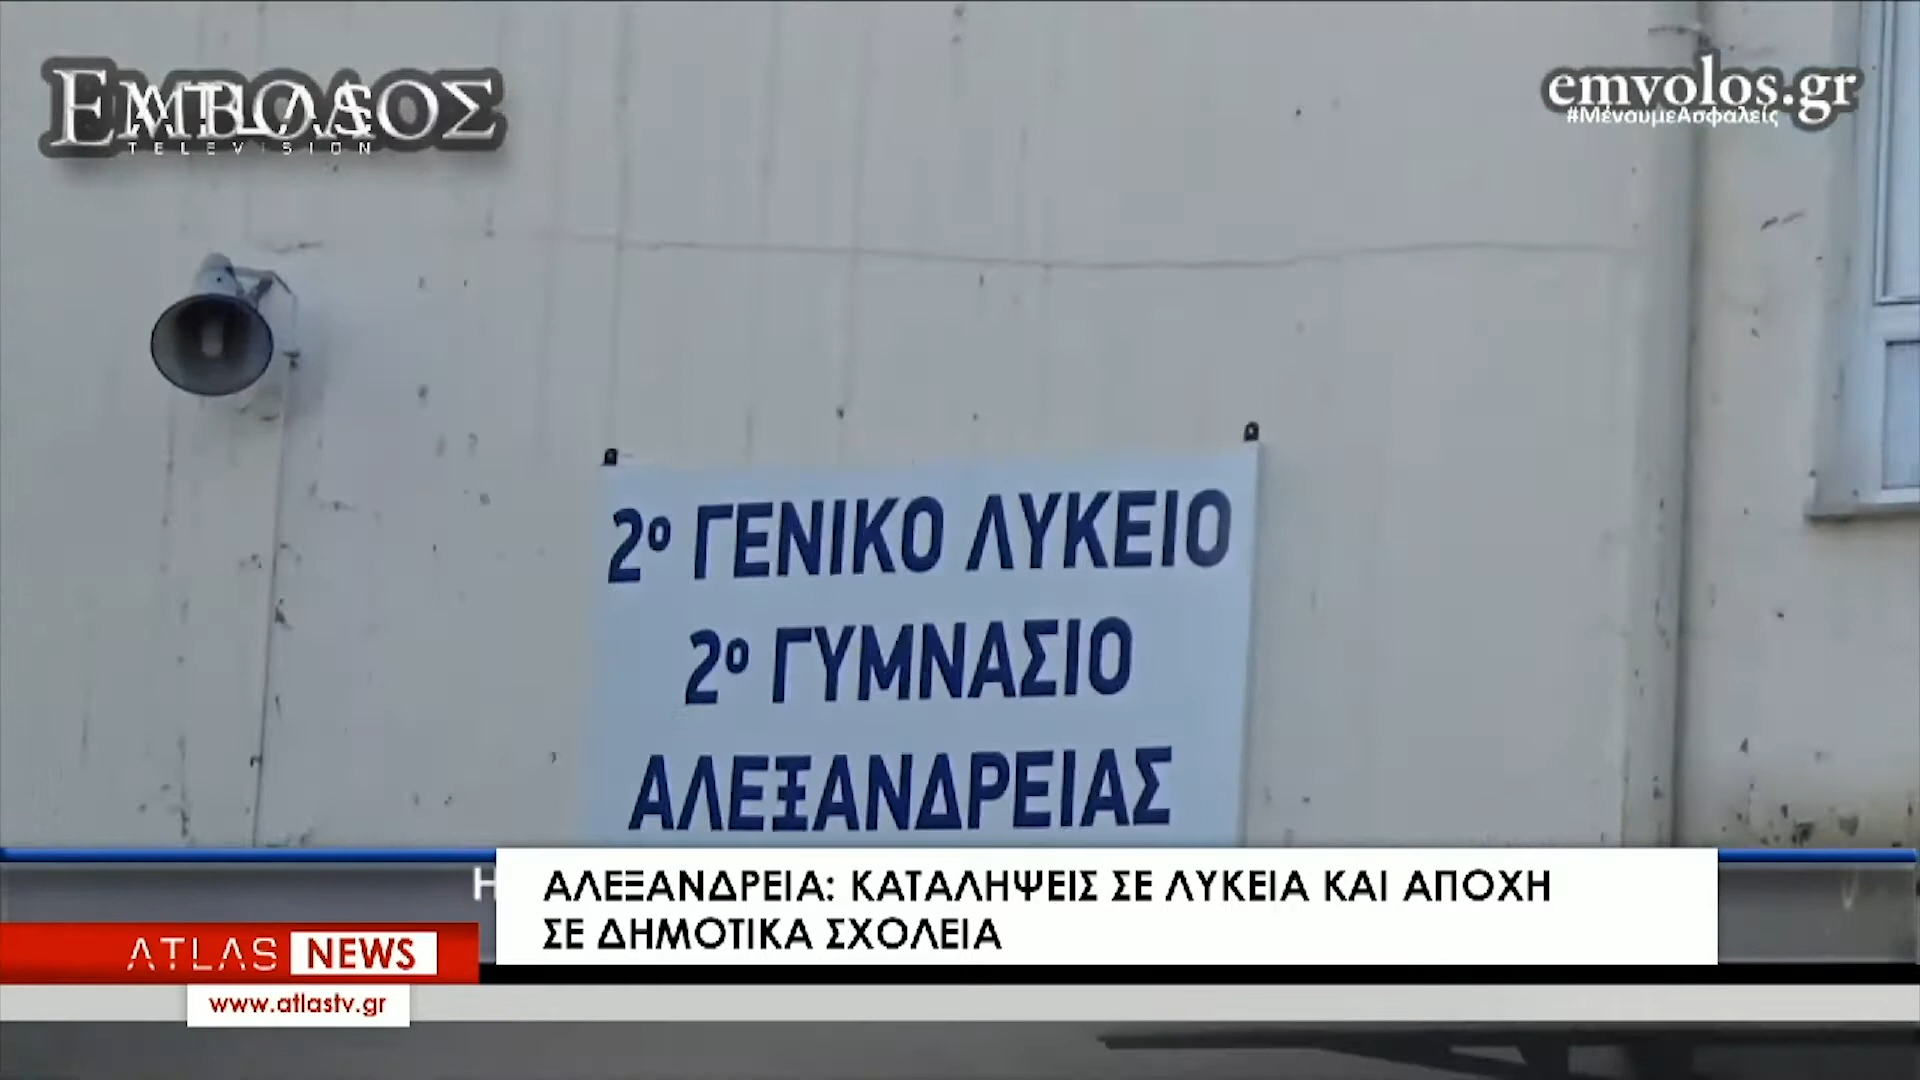 ΕΜΒΟΛΟΣ
ATLAS
TELEVISION
emvolos.gr
#ΜένουμεΑσφαλείς
2ο ΓΕΝΙΚΟ ΛΥΚΕΙΟ
2ο ΓΥΜΝΑΣΙΟ
ΑΛΕΞΑΝΔΡΕΙΑΣ
Η
ΑΛΕΞΑΝΔΡΕΙΑ: ΚΑΤΑΛΗΨΕΙΣ ΣΕ ΛΥΚΕΙΑ ΚΑΙ ΑΠΟΧΗ
ΣΕ ΔΗΜΟΤΙΚΑ ΣΧΟΛΕΙΑ
ATLAS NEWS
www.atlastv.gr